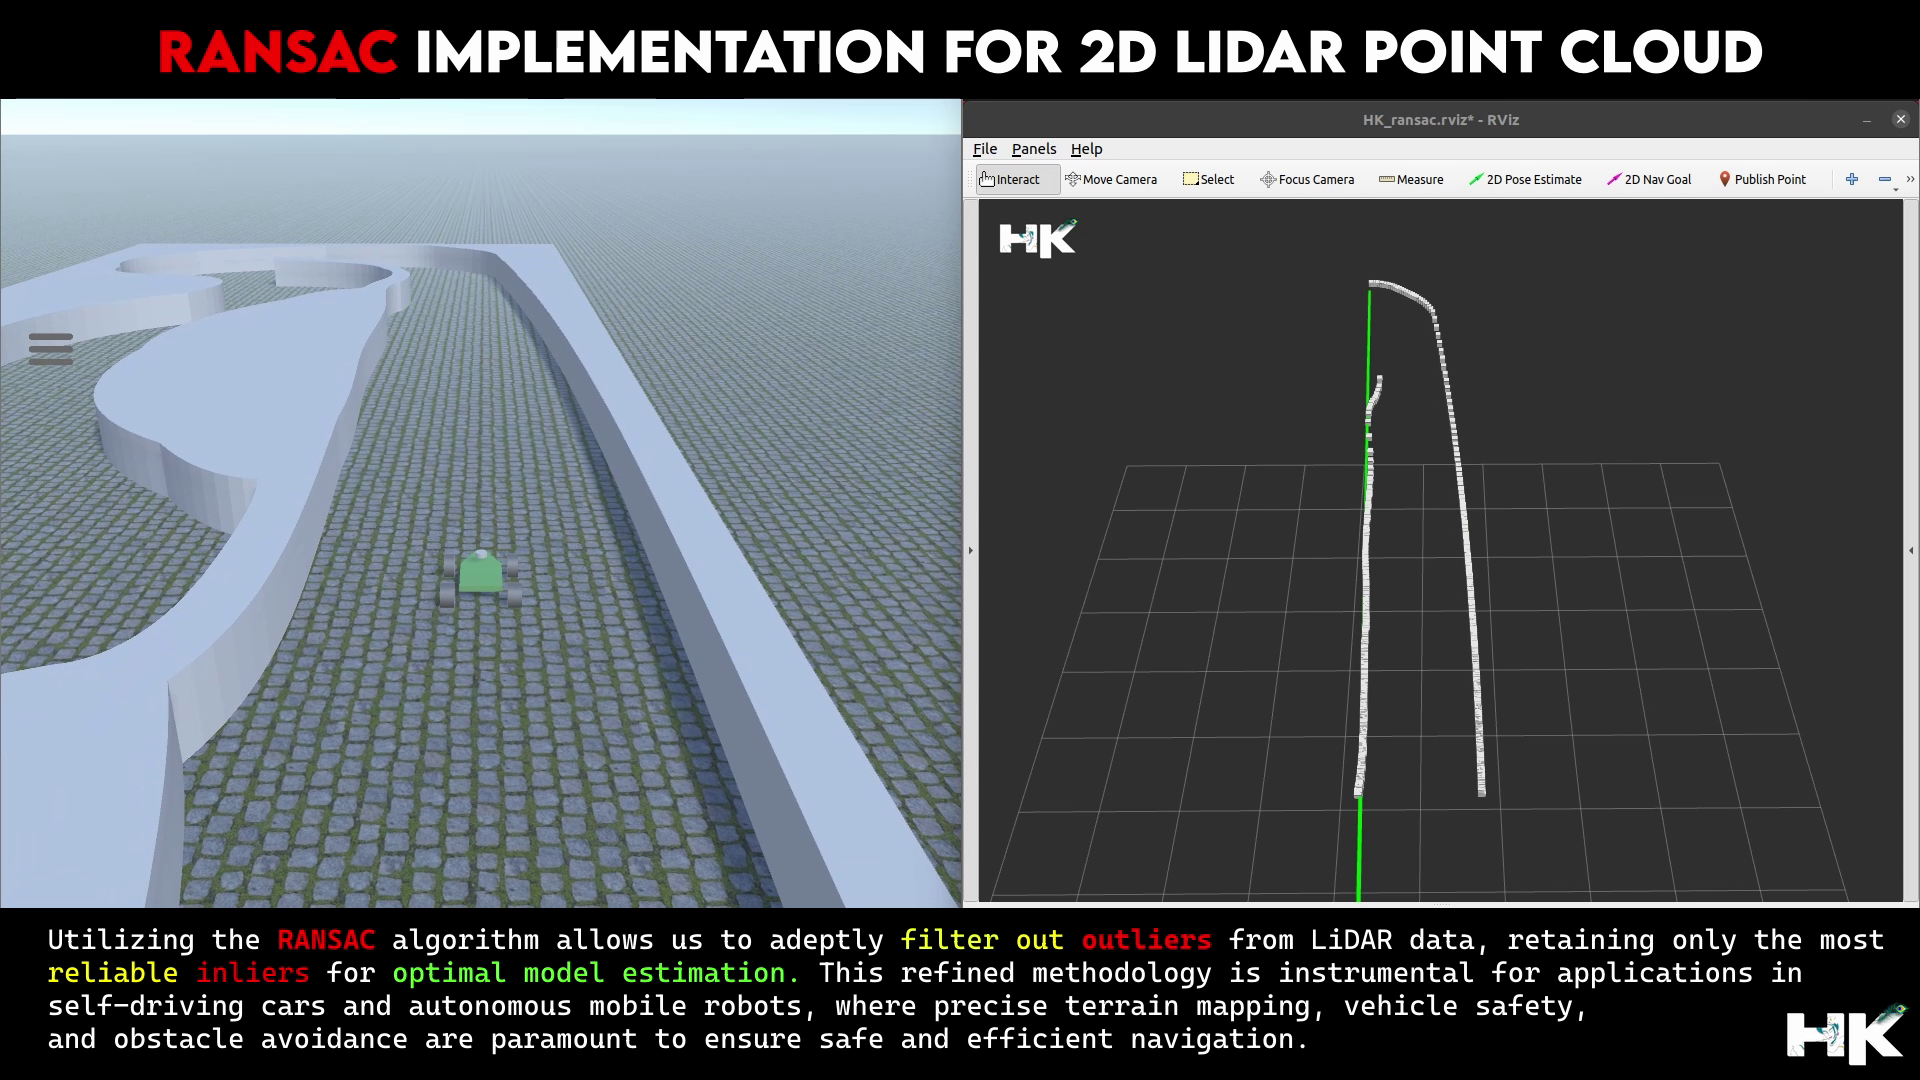 RANSAC IMPLEMENTATION FOR 2D LIDAR POINT CLOUD
HK_ransac.rviz* - RViz
File Panels Help
Interact Move Camera Select Focus Camera Measure 2D Pose Estimate 2D Nav Goal Publish Point
HK
Utilizing the RANSAC algorithm allows us to adeptly filter out outliers from LiDAR data, retaining only the most
reliable inliers for optimal model estimation. This refined methodology is instrumental for applications in
self-driving cars and autonomous mobile robots, where precise terrain mapping, vehicle safety,
and obstacle avoidance are paramount to ensure safe and efficient navigation.
HK